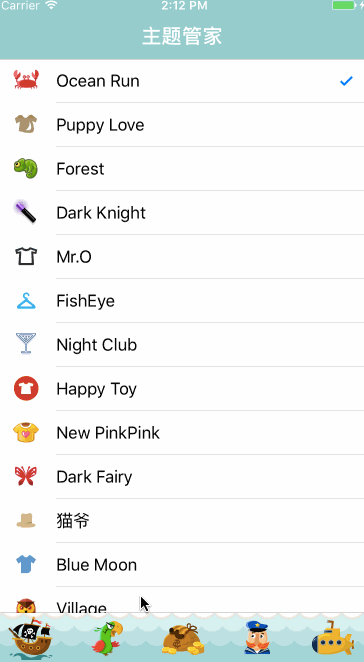 Carrier 2:12 PM
主题管家
Ocean Run
Puppy Love
Forest
Dark Knight
Mr.O
FishEye
Night Club
Happy Toy
New PinkPink
Dark Fairy
猫爷
Blue Moon
Village